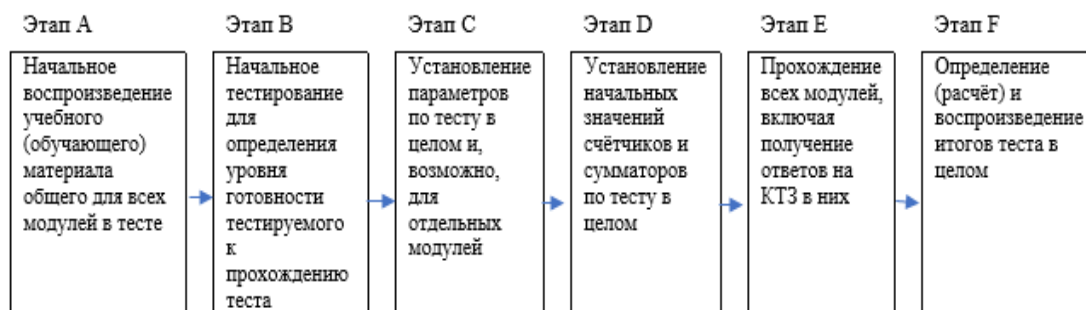 Этап A
Начальное
воспроизведение
учебного
(обучающего)
материала
общего для всех
модулей в тесте
Этап B
Начальное
тестирование
для
определения
уровня
готовности
тестируемого
к
прохождению
теста
Этап C
Установление
параметров
по тесту в
целом и,
возможно,
для
отдельных
модулей
Этап D
Установление
начальных
значений
счётчиков и
сумматоров
по тесту в
целом
Этап E
Прохождение
всех модулей,
включая
получение
ответов на
КТЗ в них
Этап F
Определение
(расчёт) и
воспроизведение
итогов теста в
целом